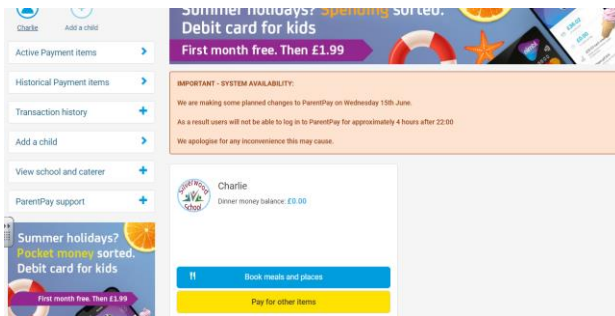 Charlie
Add a child
Active Payment items
Historical Payment items
Transaction history
Add a child
View school and caterer
ParentPay support
Summer holidays?
Pocket money sorted.
Debit card for kids
First month free. Then £1.99
Summer holidays? Spending sorted.
Debit card for kids
First month free. Then £1.99
IMPORTANT - SYSTEM AVAILABILITY:
We are making some planned changes to ParentPay on Wednesday 15th June.
As a result users will not be able to log in to ParentPay for approximately 4 hours after 22:00
We apologise for any inconvenience this may cause.
Silverwood
School
Charlie
Dinner money balance: £0.00
Book meals and places
Pay for other items